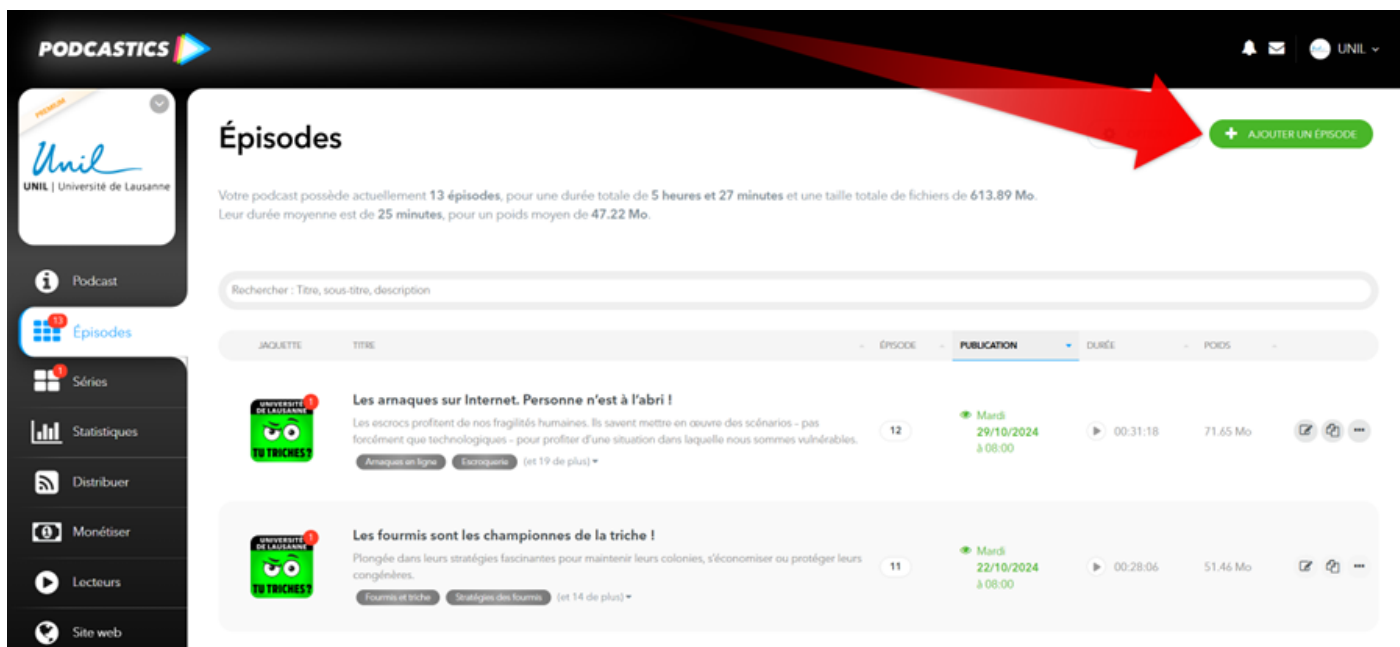 PODCASTICS
UNIL
PREMIUM
Unil
UNIL | Université de Lausanne
Épisodes
AJOUTER UN ÉPISODE
Votre podcast possède actuellement 13 épisodes, pour une durée totale de 5 heures et 27 minutes et une taille totale de fichiers de 613.89 Mo.
Leur durée moyenne est de 25 minutes, pour un poids moyen de 47.22 Mo.
Podcast
Rechercher : Titre, sous-titre, description
13
Épisodes
JAQUETTE TITRE ÉPISODE PUBLICATION DURÉE POIDS
1
Séries
Statistiques
Distribuer
Monétiser
Lecteurs
Site web
UNIVERSITÉ 1
DE LAUSANNE
TU TRICHES?
Les arnaques sur Internet. Personne n'est à l'abri !
Les escrocs profitent de nos fragilités humaines. Ils savent mettre en œuvre des scénarios - pas
forcément que technologiques - pour profiter d'une situation dans laquelle nous sommes vulnérables.
Arnaques en ligne Escroquerie (et 19 de plus)
12
Mardi
29/10/2024
à 08:00
00:31:18
71.65 Mo
UNIVERSITÉ 1
DE LAUSANNE
TU TRICHES?
Les fourmis sont les championnes de la triche !
Plongée dans leurs stratégies fascinantes pour maintenir leurs colonies, s'économiser ou protéger leurs
congénères.
Fourmis et triche Stratégies des fourmis (et 14 de plus)
11
Mardi
22/10/2024
à 08:00
00:28:06
51.46 Mo